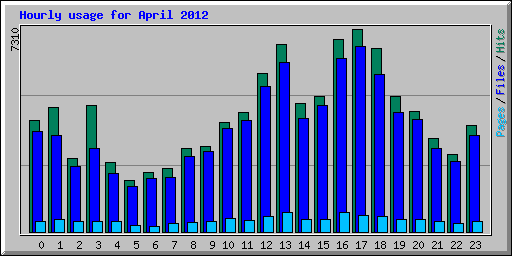 Hourly usage for April 2012
7310
Pages/Files/Hits
0 1 2 3 4 5 6 7 8 9 10 11 12 13 14 15 16 17 18 19 20 21 22 23